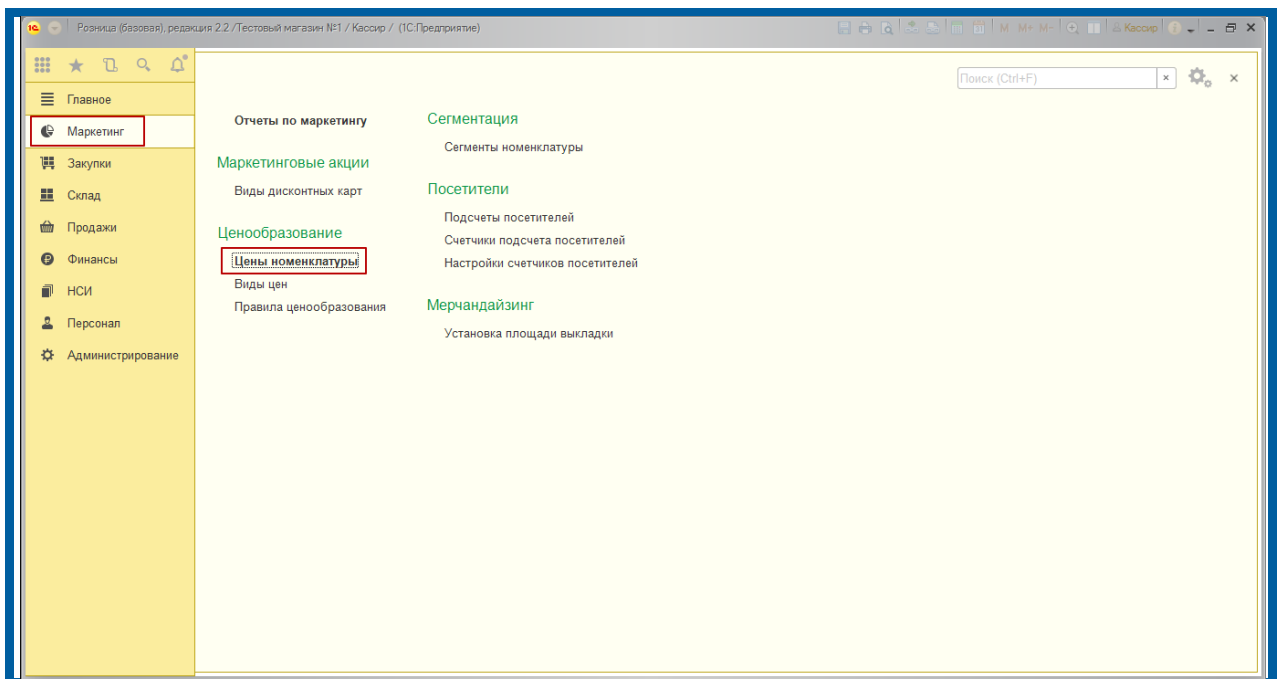 1С Розница (базовая), редакция 2.2 /Тестовый магазин №1 / Кассир / (1С:Предприятие) M M+ M- Кассир
Поиск (Ctrl+F)
Главное
Маркетинг
Закупки
Склад
Продажи
Финансы
НСИ
Персонал
Администрирование
Отчеты по маркетингу
Маркетинговые акции
Виды дисконтных карт
Ценообразование
Цены номенклатуры
Виды цен
Правила ценообразования
Сегментация
Сегменты номенклатуры
Посетители
Подсчеты посетителей
Счетчики подсчета посетителей
Настройки счетчиков посетителей
Мерчандайзинг
Установка площади выкладки